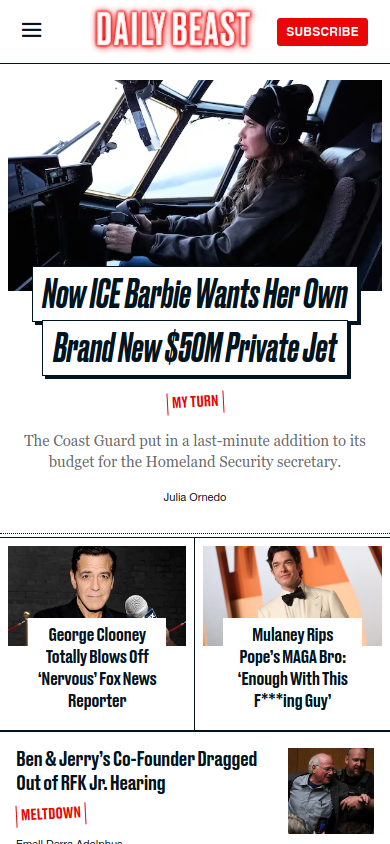 DAILY BEAST
SUBSCRIBE
Now ICE Barbie Wants Her Own
Brand New $50M Private Jet
MY TURN
The Coast Guard put in a last-minute addition to its
budget for the Homeland Security secretary.
Julia Ornedo
George Clooney
Totally Blows Off
‘Nervous’ Fox News
Reporter
Mulaney Rips
Pope’s MAGA Bro:
‘Enough With This
F***ing Guy’
Ben & Jerry’s Co-Founder Dragged
Out of RFK Jr. Hearing
MELTDOWN